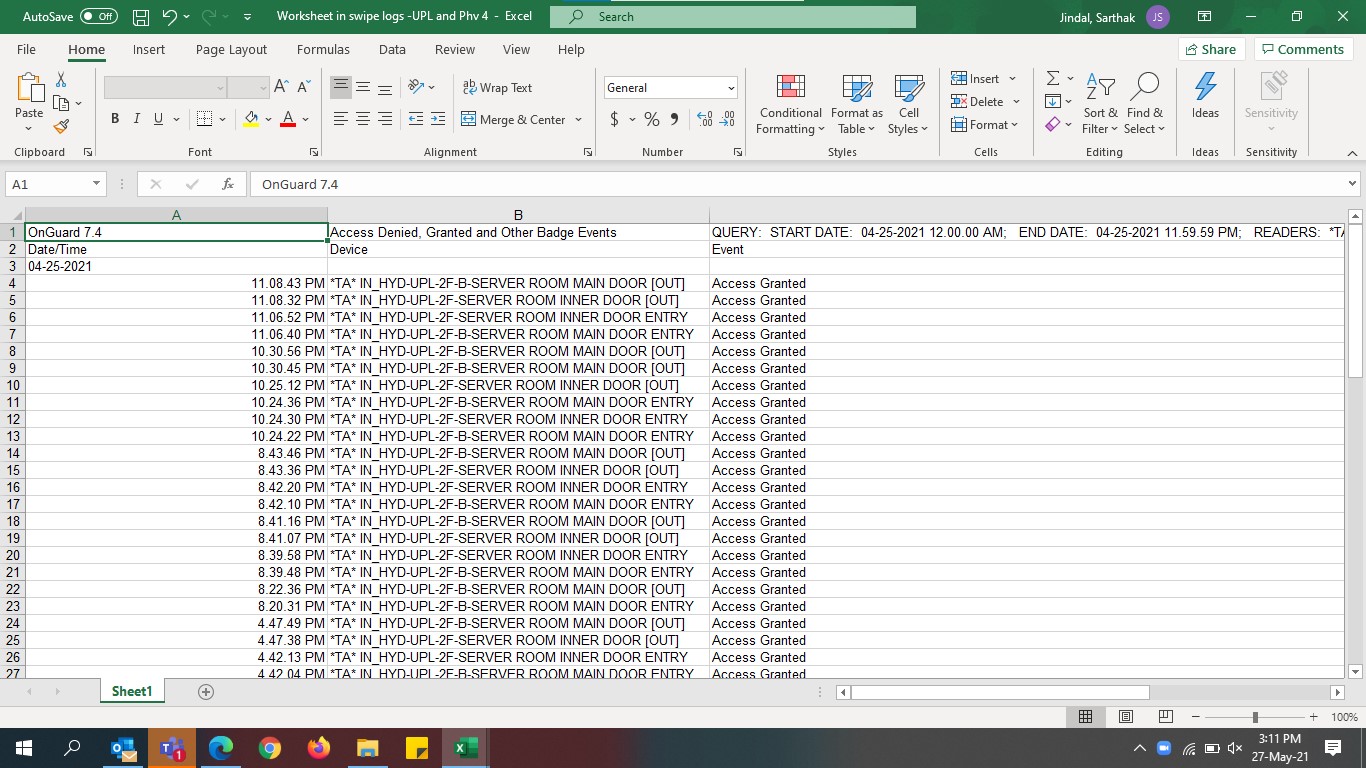 AutoSave Off Worksheet in swipe logs -UPL and Phv 4 - Excel Search Jindal, Sarthak JS
File Home Insert Page Layout Formulas Data Review View Help Share Comments
Paste
B I U
ab Wrap Text
Merge & Center
General
$ % 9
Conditional Formatting
Format as Table
Cell Styles
Insert
Delete
Format
Sort & Filter
Find & Select
Ideas
Sensitivity
Clipboard Font Alignment Number Styles Cells Editing Ideas Sensitivity
A1 fx OnGuard 7.4
A B
1 OnGuard 7.4 Access Denied, Granted and Other Badge Events QUERY: START DATE: 04-25-2021 12.00.00 AM; END DATE: 04-25-2021 11.59.59 PM; READERS: *TA
2 Date/Time Device Event
3 04-25-2021
4 11.08.43 PM *TA* IN_HYD-UPL-2F-B-SERVER ROOM MAIN DOOR [OUT] Access Granted
5 11.08.32 PM *TA* IN_HYD-UPL-2F-SERVER ROOM INNER DOOR [OUT] Access Granted
6 11.06.52 PM *TA* IN_HYD-UPL-2F-SERVER ROOM INNER DOOR ENTRY Access Granted
7 11.06.40 PM *TA* IN_HYD-UPL-2F-B-SERVER ROOM MAIN DOOR ENTRY Access Granted
8 10.30.56 PM *TA* IN_HYD-UPL-2F-B-SERVER ROOM MAIN DOOR [OUT] Access Granted
9 10.30.45 PM *TA* IN_HYD-UPL-2F-B-SERVER ROOM MAIN DOOR [OUT] Access Granted
10 10.25.12 PM *TA* IN_HYD-UPL-2F-SERVER ROOM INNER DOOR [OUT] Access Granted
11 10.24.36 PM *TA* IN_HYD-UPL-2F-B-SERVER ROOM MAIN DOOR ENTRY Access Granted
12 10.24.30 PM *TA* IN_HYD-UPL-2F-SERVER ROOM INNER DOOR ENTRY Access Granted
13 10.24.22 PM *TA* IN_HYD-UPL-2F-B-SERVER ROOM MAIN DOOR ENTRY Access Granted
14 8.43.46 PM *TA* IN_HYD-UPL-2F-B-SERVER ROOM MAIN DOOR [OUT] Access Granted
15 8.43.36 PM *TA* IN_HYD-UPL-2F-SERVER ROOM INNER DOOR [OUT] Access Granted
16 8.42.20 PM *TA* IN_HYD-UPL-2F-SERVER ROOM INNER DOOR ENTRY Access Granted
17 8.42.10 PM *TA* IN_HYD-UPL-2F-B-SERVER ROOM MAIN DOOR ENTRY Access Granted
18 8.41.16 PM *TA* IN_HYD-UPL-2F-B-SERVER ROOM MAIN DOOR [OUT] Access Granted
19 8.41.07 PM *TA* IN_HYD-UPL-2F-SERVER ROOM INNER DOOR [OUT] Access Granted
20 8.39.58 PM *TA* IN_HYD-UPL-2F-SERVER ROOM INNER DOOR ENTRY Access Granted
21 8.39.48 PM *TA* IN_HYD-UPL-2F-B-SERVER ROOM MAIN DOOR ENTRY Access Granted
22 8.22.36 PM *TA* IN_HYD-UPL-2F-B-SERVER ROOM MAIN DOOR [OUT] Access Granted
23 8.20.31 PM *TA* IN_HYD-UPL-2F-B-SERVER ROOM MAIN DOOR ENTRY Access Granted
24 4.47.49 PM *TA* IN_HYD-UPL-2F-B-SERVER ROOM MAIN DOOR [OUT] Access Granted
25 4.47.38 PM *TA* IN_HYD-UPL-2F-SERVER ROOM INNER DOOR [OUT] Access Granted
26 4.42.13 PM *TA* IN_HYD-UPL-2F-SERVER ROOM INNER DOOR ENTRY Access Granted
27 4.42.04 PM *TA* IN_HYD-UPL-2F-B-SERVER ROOM MAIN DOOR ENTRY Access Granted
Sheet1
100%
3:11 PM
27-May-21